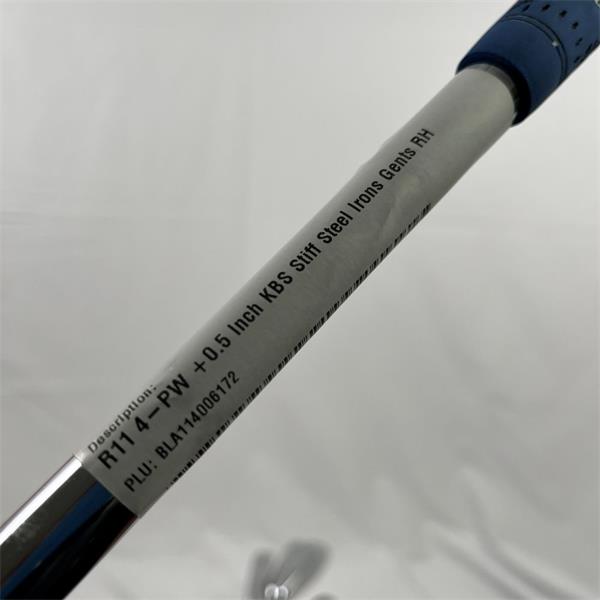 Description:
R11 4-PW +0.5 Inch KBS Stiff Steel Irons Gents RH
PLU: BLA114006172